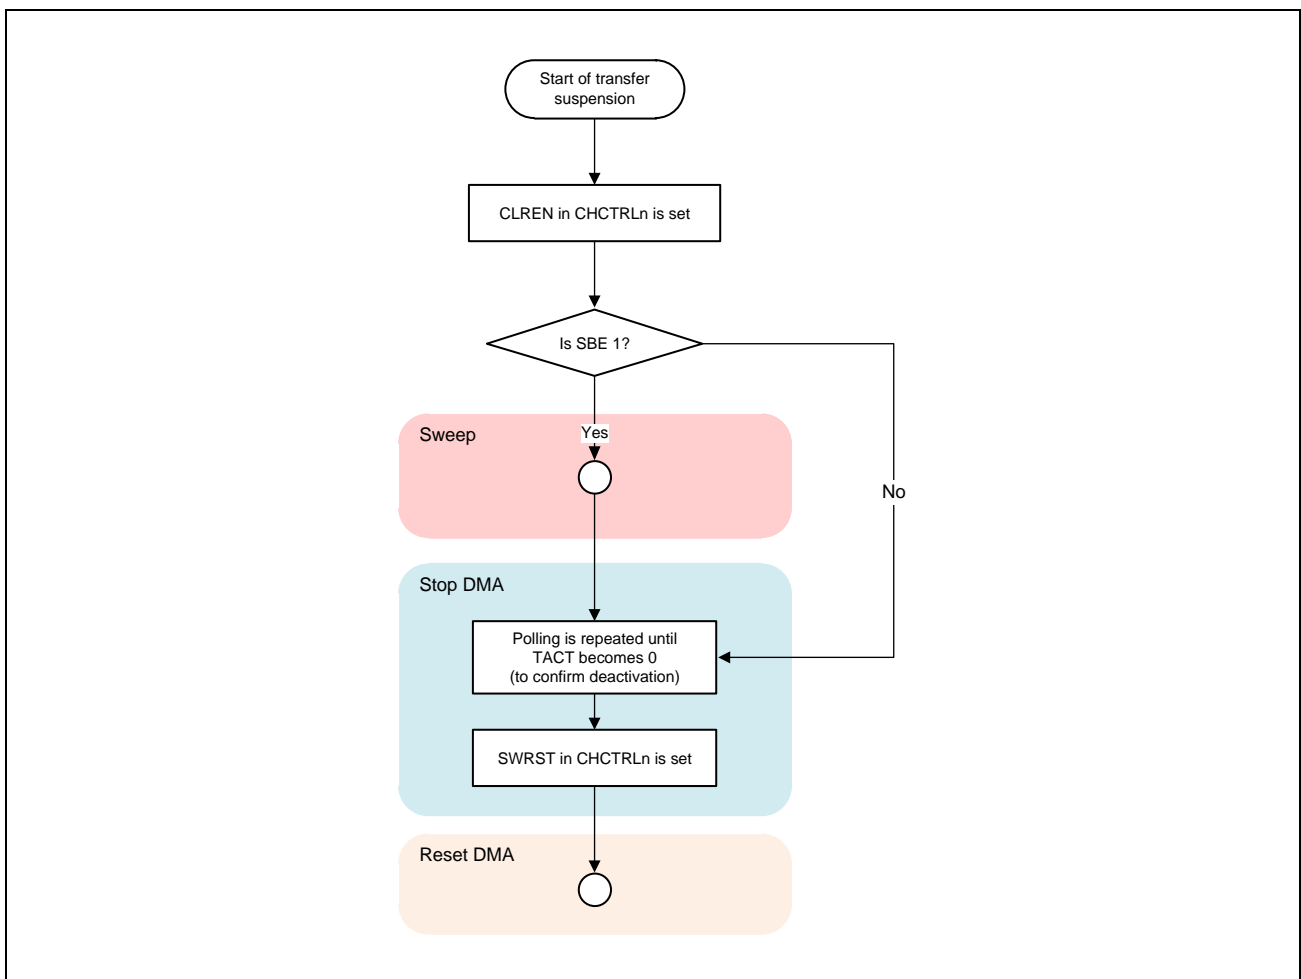 Start of transfer
suspension
CLREN in CHCTRLn is set
Is SBE 1?
Sweep
Yes
No
Stop DMA
Polling is repeated until
TACT becomes 0
(to confirm deactivation)
SWRST in CHCTRLn is set
Reset DMA